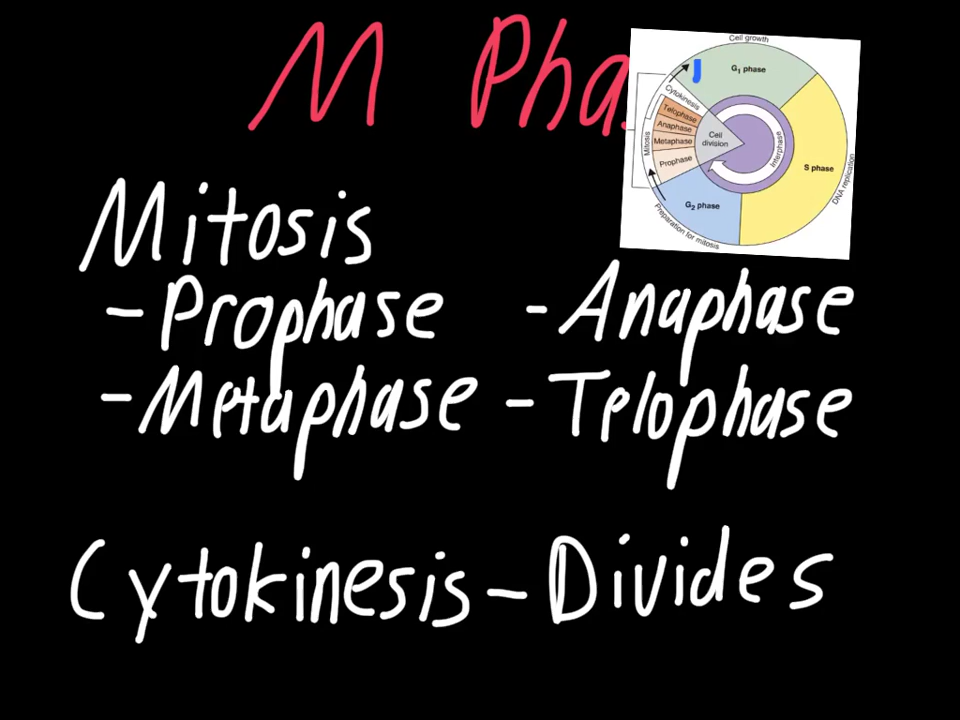 M Pha
Cell growth
G1 phase
Cytokinesis
Telophase
Anaphase
Metaphase
Prophase
Mitosis
Cell division
Interphase
S phase
DNA replication
G2 phase
Preparation for mitosis
Mitosis
- Prophase - Anaphase
- Metaphase - Telophase
Cytokinesis - Divides